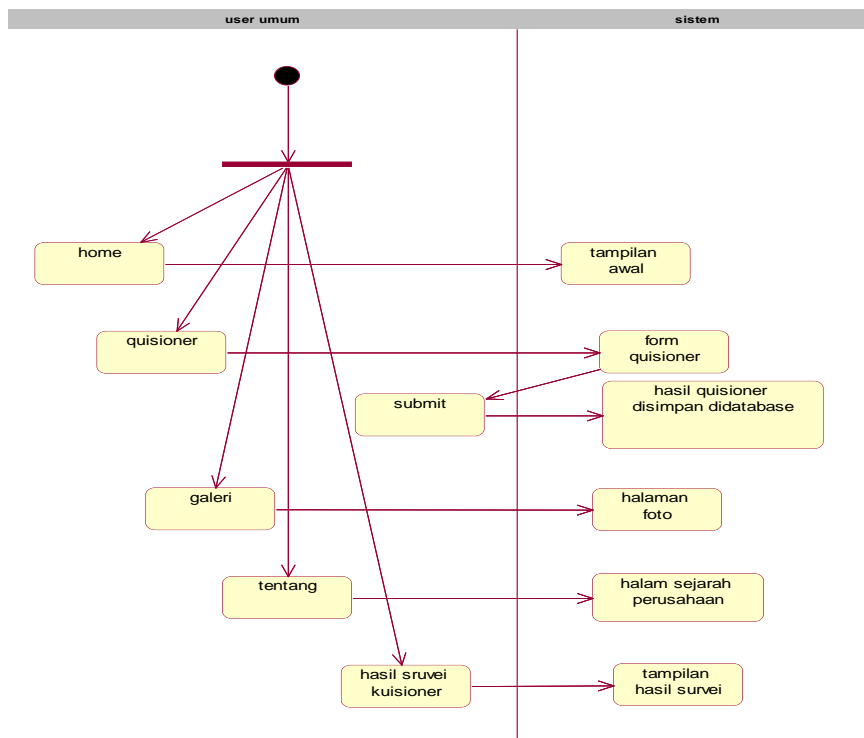 user umum
sistem
home
tampilan
awal
quisioner
form
quisioner
submit
hasil quisioner
disimpan didatabase
galeri
halaman
foto
tentang
halam sejarah
perusahaan
hasil sruvei
kuisioner
tampilan
hasil survei